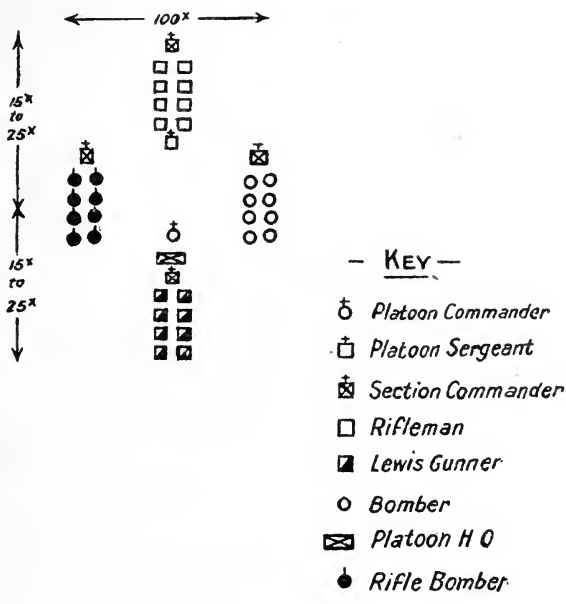 100ˣ
15ˣ
to
25ˣ
15ˣ
to
25ˣ
— KEY —
Platoon Commander
Platoon Sergeant
Section Commander
Rifleman
Lewis Gunner
Bomber
Platoon H Q
Rifle Bomber